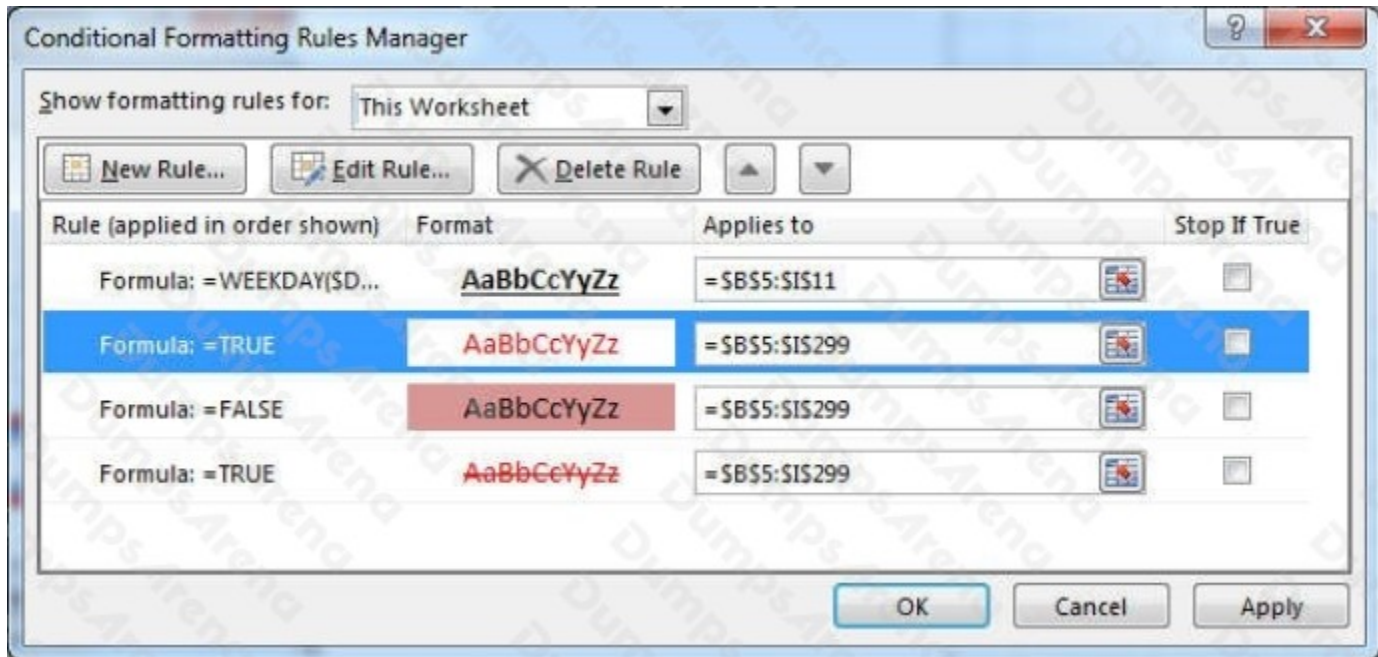 Conditional Formatting Rules Manager
Show formatting rules for: This Worksheet
New Rule... Edit Rule... Delete Rule
Rule (applied in order shown) Format Applies to Stop If True
Formula: =WEEKDAY($D... AaBbCcYyZz =$B$5:$I$11
Formula: =TRUE AaBbCcYyZz =$B$5:$I$299
Formula: =FALSE AaBbCcYyZz =$B$5:$I$299
Formula: =TRUE AaBbCcYyZz =$B$5:$I$299
OK Cancel Apply
DumpsArena